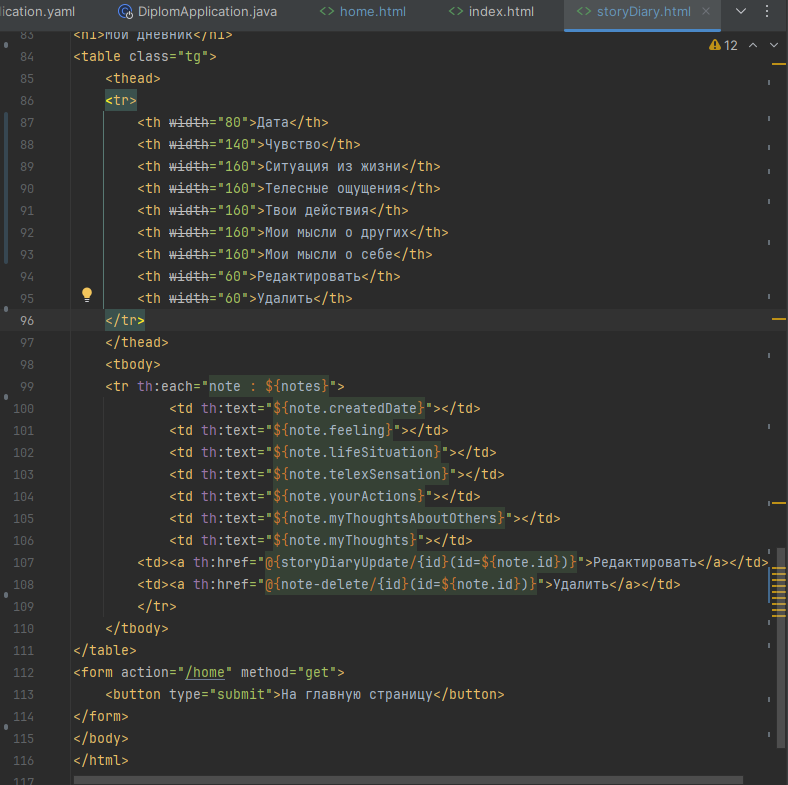 lication.yaml DiplomApplication.java home.html index.html storyDiary.html
83 <h1>Мой дневник</h1>
84 <table class="tg">
12
85 <thead>
86 <tr>
87 <th width="80">Дата</th>
88 <th width="140">Чувство</th>
89 <th width="160">Ситуация из жизни</th>
90 <th width="160">Телесные ощущения</th>
91 <th width="160">Твои действия</th>
92 <th width="160">Мои мысли о других</th>
93 <th width="160">Мои мысли о себе</th>
94 <th width="60">Редактировать</th>
95 <th width="60">Удалить</th>
96 </tr>
97 </thead>
98 <tbody>
99 <tr th:each="note : ${notes}">
100 <td th:text="${note.createdDate}"></td>
101 <td th:text="${note.feeling}"></td>
102 <td th:text="${note.lifeSituation}"></td>
103 <td th:text="${note.telexSensation}"></td>
104 <td th:text="${note.yourActions}"></td>
105 <td th:text="${note.myThoughtsAboutOthers}"></td>
106 <td th:text="${note.myThoughts}"></td>
107 <td><a th:href="@{storyDiaryUpdate/{id}(id=${note.id})}">Редактировать</a></td>
108 <td><a th:href="@{note-delete/{id}(id=${note.id})}">Удалить</a></td>
109 </tr>
110 </tbody>
111 </table>
112 <form action="/home" method="get">
113 <button type="submit">На главную страницу</button>
114 </form>
115 </body>
116 </html>
117